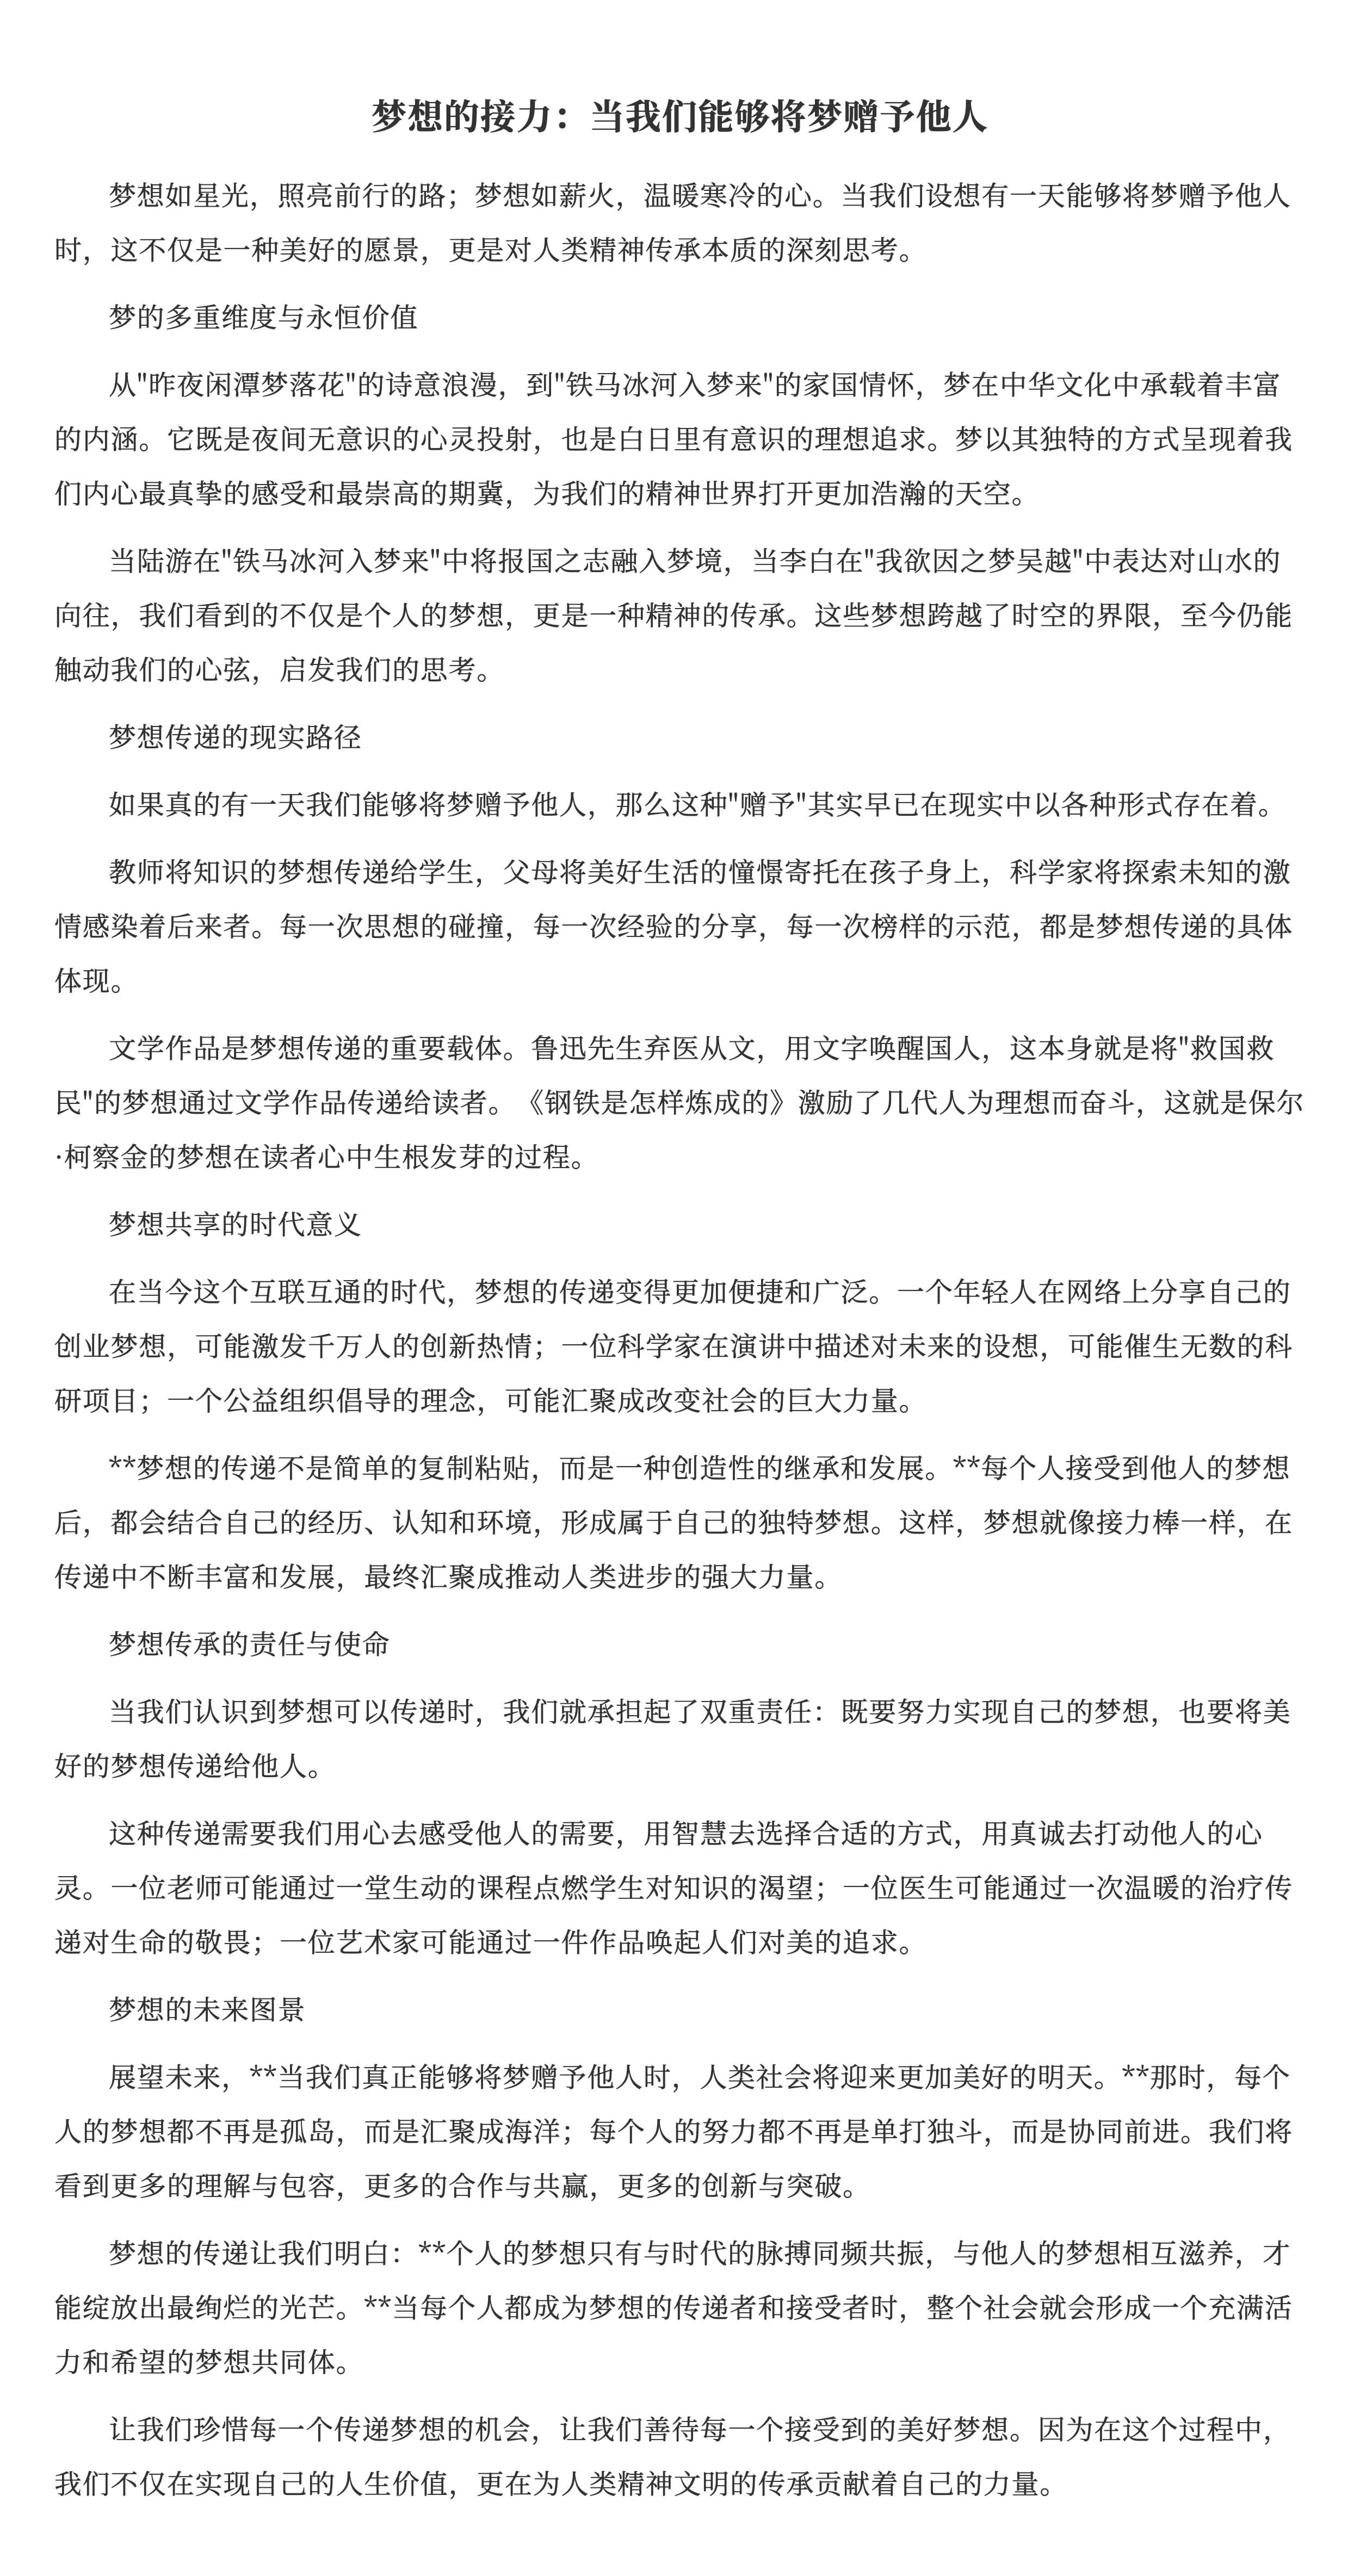 梦想的接力：当我们能够将梦赠予他人
梦想如星光，照亮前行的路；梦想如薪火，温暖寒冷的心。当我们设想有一天能够将梦赠予他人
时，这不仅是一种美好的愿景，更是对人类精神传承本质的深刻思考。
梦的多重维度与永恒价值
从"昨夜闲潭梦落花"的诗意浪漫，到"铁马冰河入梦来"的家国情怀，梦在中华文化中承载着丰富
的内涵。它既是夜间无意识的心灵投射，也是白日里有意识的理想追求。梦以其独特的方式呈现着我
们内心最真挚的感受和最崇高的期冀，为我们的精神世界打开更加浩瀚的天空。
当陆游在"铁马冰河入梦来"中将报国之志融入梦境，当李白在"我欲因之梦吴越"中表达对山水的
向往，我们看到的不仅是个人的梦想，更是一种精神的传承。这些梦想跨越了时空的界限，至今仍能
触动我们的心弦，启发我们的思考。
梦想传递的现实路径
如果真的有一天我们能够将梦赠予他人，那么这种"赠予"其实早已在现实中以各种形式存在着。
教师将知识的梦想传递给学生，父母将美好生活的憧憬寄托在孩子身上，科学家将探索未知的激
情感染着后来者。每一次思想的碰撞，每一次经验的分享，每一次榜样的示范，都是梦想传递的具体
体现。
文学作品是梦想传递的重要载体。鲁迅先生弃医从文，用文字唤醒国人，这本身就是将"救国救
民"的梦想通过文学作品传递给读者。《钢铁是怎样炼成的》激励了几代人为理想而奋斗，这就是保尔
·柯察金的梦想在读者心中生根发芽的过程。
梦想共享的时代意义
在当今这个互联互通的时代，梦想的传递变得更加便捷和广泛。一个年轻人在网络上分享自己的
创业梦想，可能激发千万人的创新热情；一位科学家在演讲中描述对未来的设想，可能催生无数的科
研项目；一个公益组织倡导的理念，可能汇聚成改变社会的巨大力量。
**梦想的传递不是简单的复制粘贴，而是一种创造性的继承和发展。**每个人接受到他人的梦想
后，都会结合自己的经历、认知和环境，形成属于自己的独特梦想。这样，梦想就像接力棒一样，在
传递中不断丰富和发展，最终汇聚成推动人类进步的强大力量。
梦想传承的责任与使命
当我们认识到梦想可以传递时，我们就承担起了双重责任：既要努力实现自己的梦想，也要将美
好的梦想传递给他人。
这种传递需要我们用心去感受他人的需要，用智慧去选择合适的方式，用真诚去打动他人的心
灵。一位老师可能通过一堂生动的课程点燃学生对知识的渴望；一位医生可能通过一次温暖的治疗传
递对生命的敬畏；一位艺术家可能通过一件作品唤起人们对美的追求。
梦想的未来图景
展望未来，**当我们真正能够将梦赠予他人时，人类社会将迎来更加美好的明天。**那时，每个
人的梦想都不再是孤岛，而是汇聚成海洋；每个人的努力都不再是单打独斗，而是协同前进。我们将
看到更多的理解与包容，更多的合作与共赢，更多的创新与突破。
梦想的传递让我们明白：**个人的梦想只有与时代的脉搏同频共振，与他人的梦想相互滋养，才
能绽放出最绚烂的光芒。**当每个人都成为梦想的传递者和接受者时，整个社会就会形成一个充满活
力和希望的梦想共同体。
让我们珍惜每一个传递梦想的机会，让我们善待每一个接受到的美好梦想。因为在这个过程中，
我们不仅在实现自己的人生价值，更在为人类精神文明的传承贡献着自己的力量。